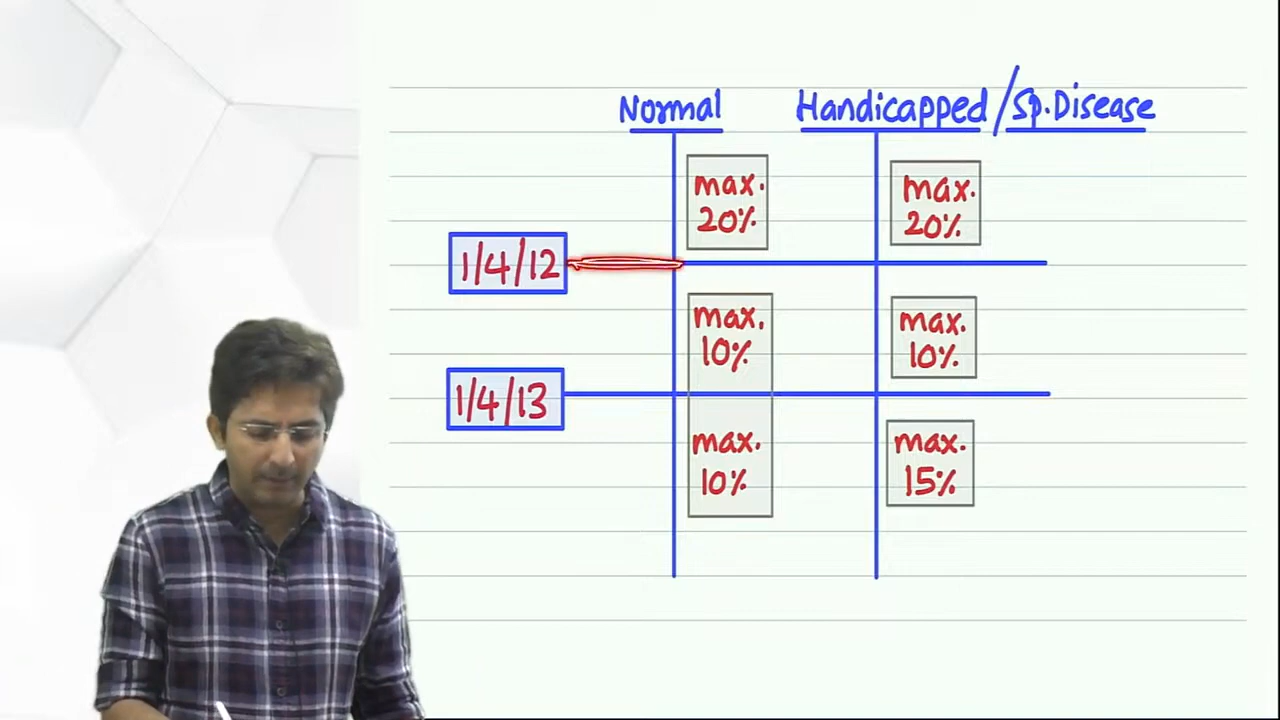 Normal
Handicapped/Sp.Disease
max.
20%
max.
20%
1/4/12
max.
10%
max.
10%
1/4/13
max.
10%
max.
15%